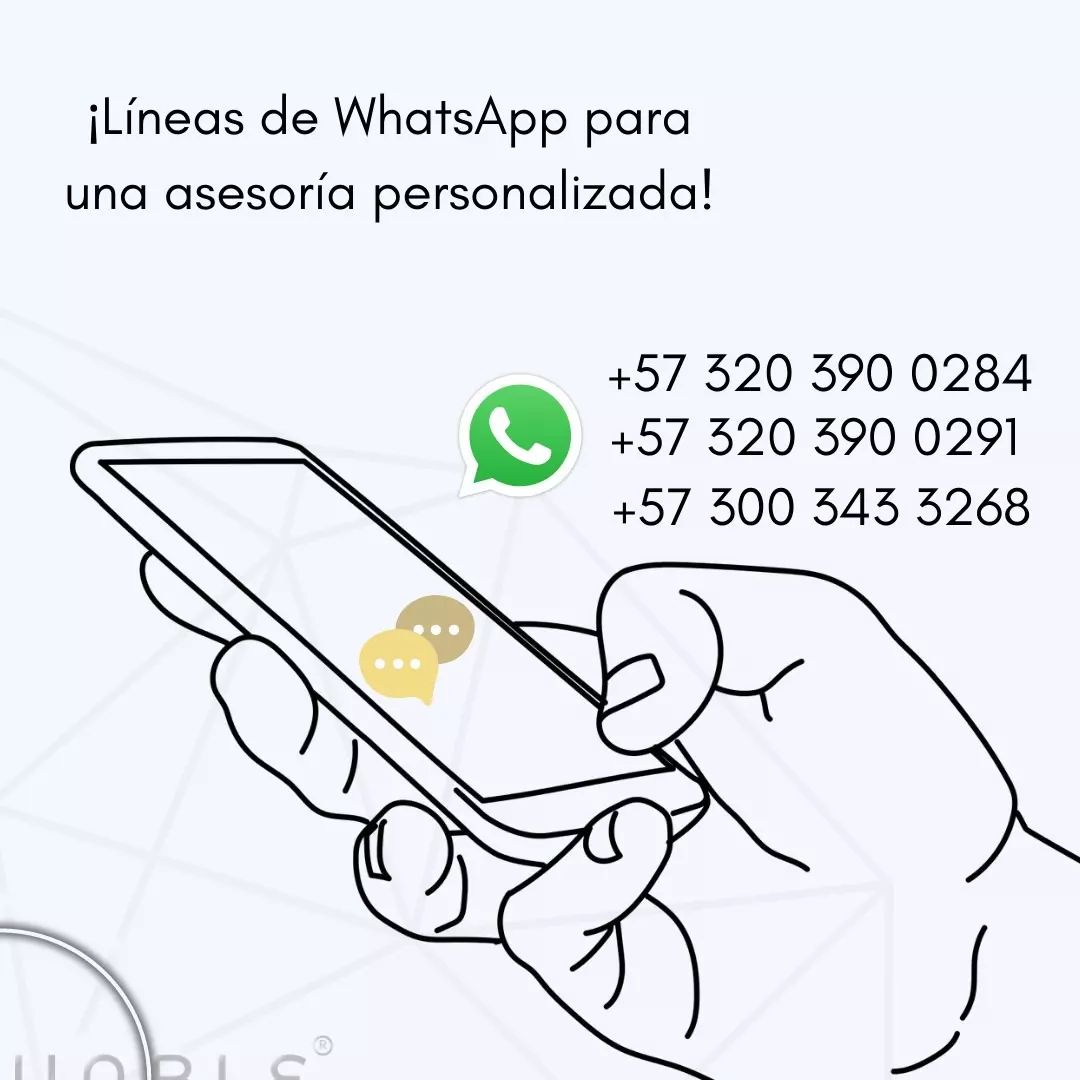 ¡Líneas de WhatsApp para
una asesoría personalizada!
+57 320 390 0284
+57 320 390 0291
+57 300 343 3268